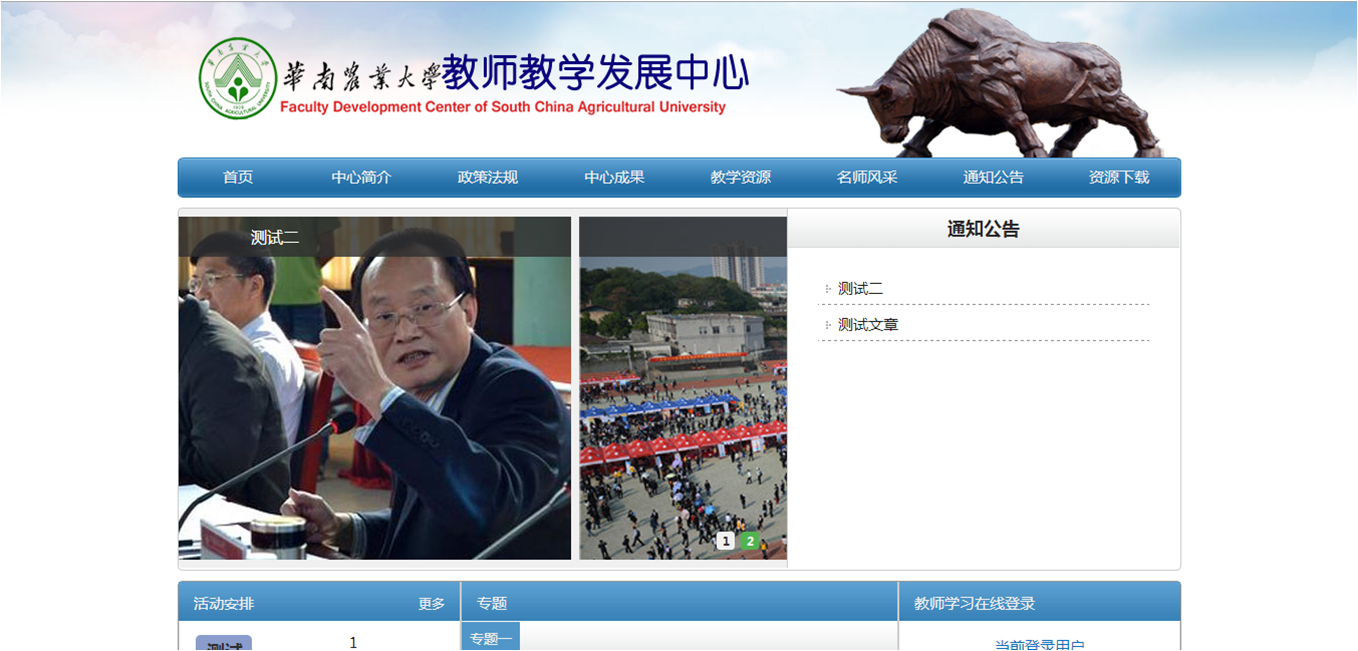 華南農業大學教师教学发展中心
Faculty Development Center of South China Agricultural University
首页 中心简介 政策法规 中心成果 教学资源 名师风采 通知公告 资源下载
测试二
通知公告
测试二
测试文章
1 2
活动安排 更多 专题 教师学习在线登录
测试 1 专题一 当前登录用户